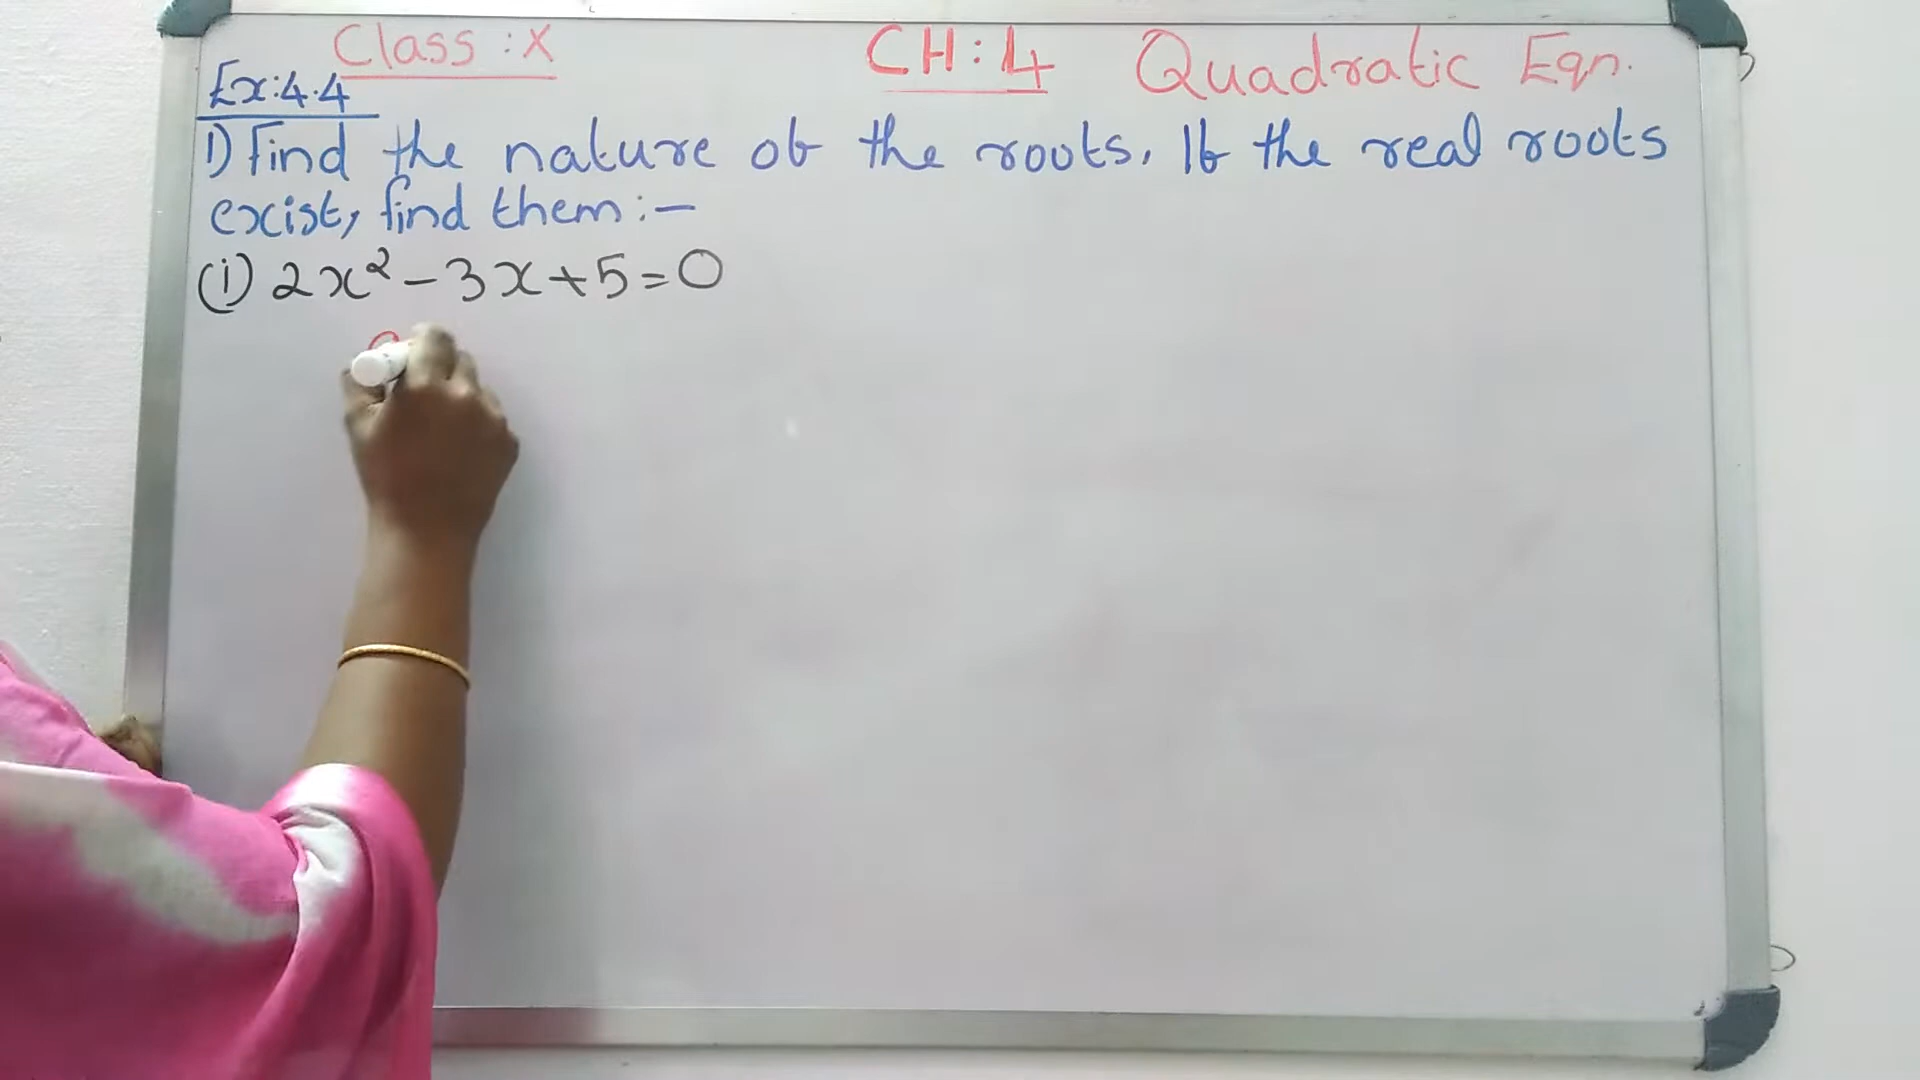 Class : X CH : 4 Quadratic Eqn.
Ex : 4.4
1) Find the nature of the roots. If the real roots
exist, find them :-
(i) 2x² - 3x + 5 = 0